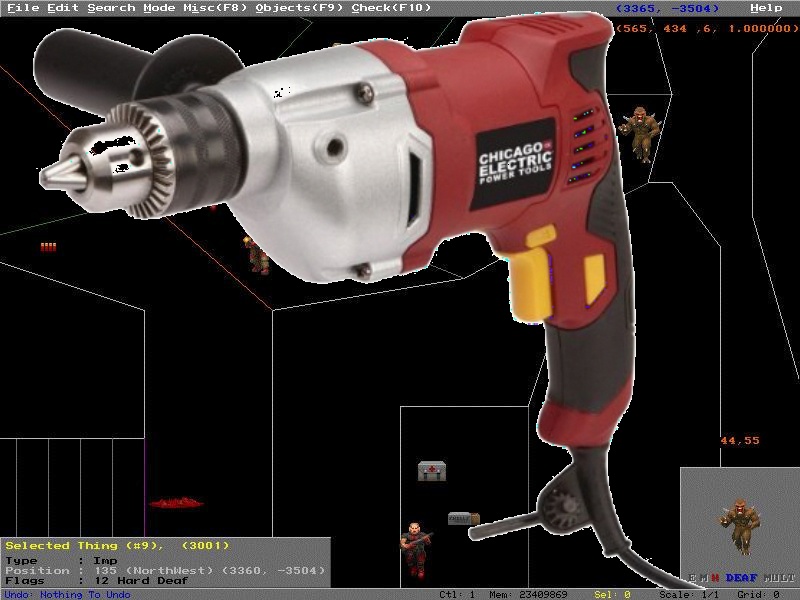 File Edit Search Mode Misc(F8) Objects(F9) Check(F10) (3365, -3504) Help
(565, 434 ,6, 1.000000)
CHICAGO
ELECTRIC
POWER TOOLS
44,55
Selected Thing (#9), (3001)
Type : Imp
Position : 135 (NorthWest) (3360, -3504)
Flags : 12 Hard Deaf
E M H DEAF MULT
Undo: Nothing To Undo Ctl: 1 Mem: 23409869 Sel: 0 Scale: 1/1 Grid: 0